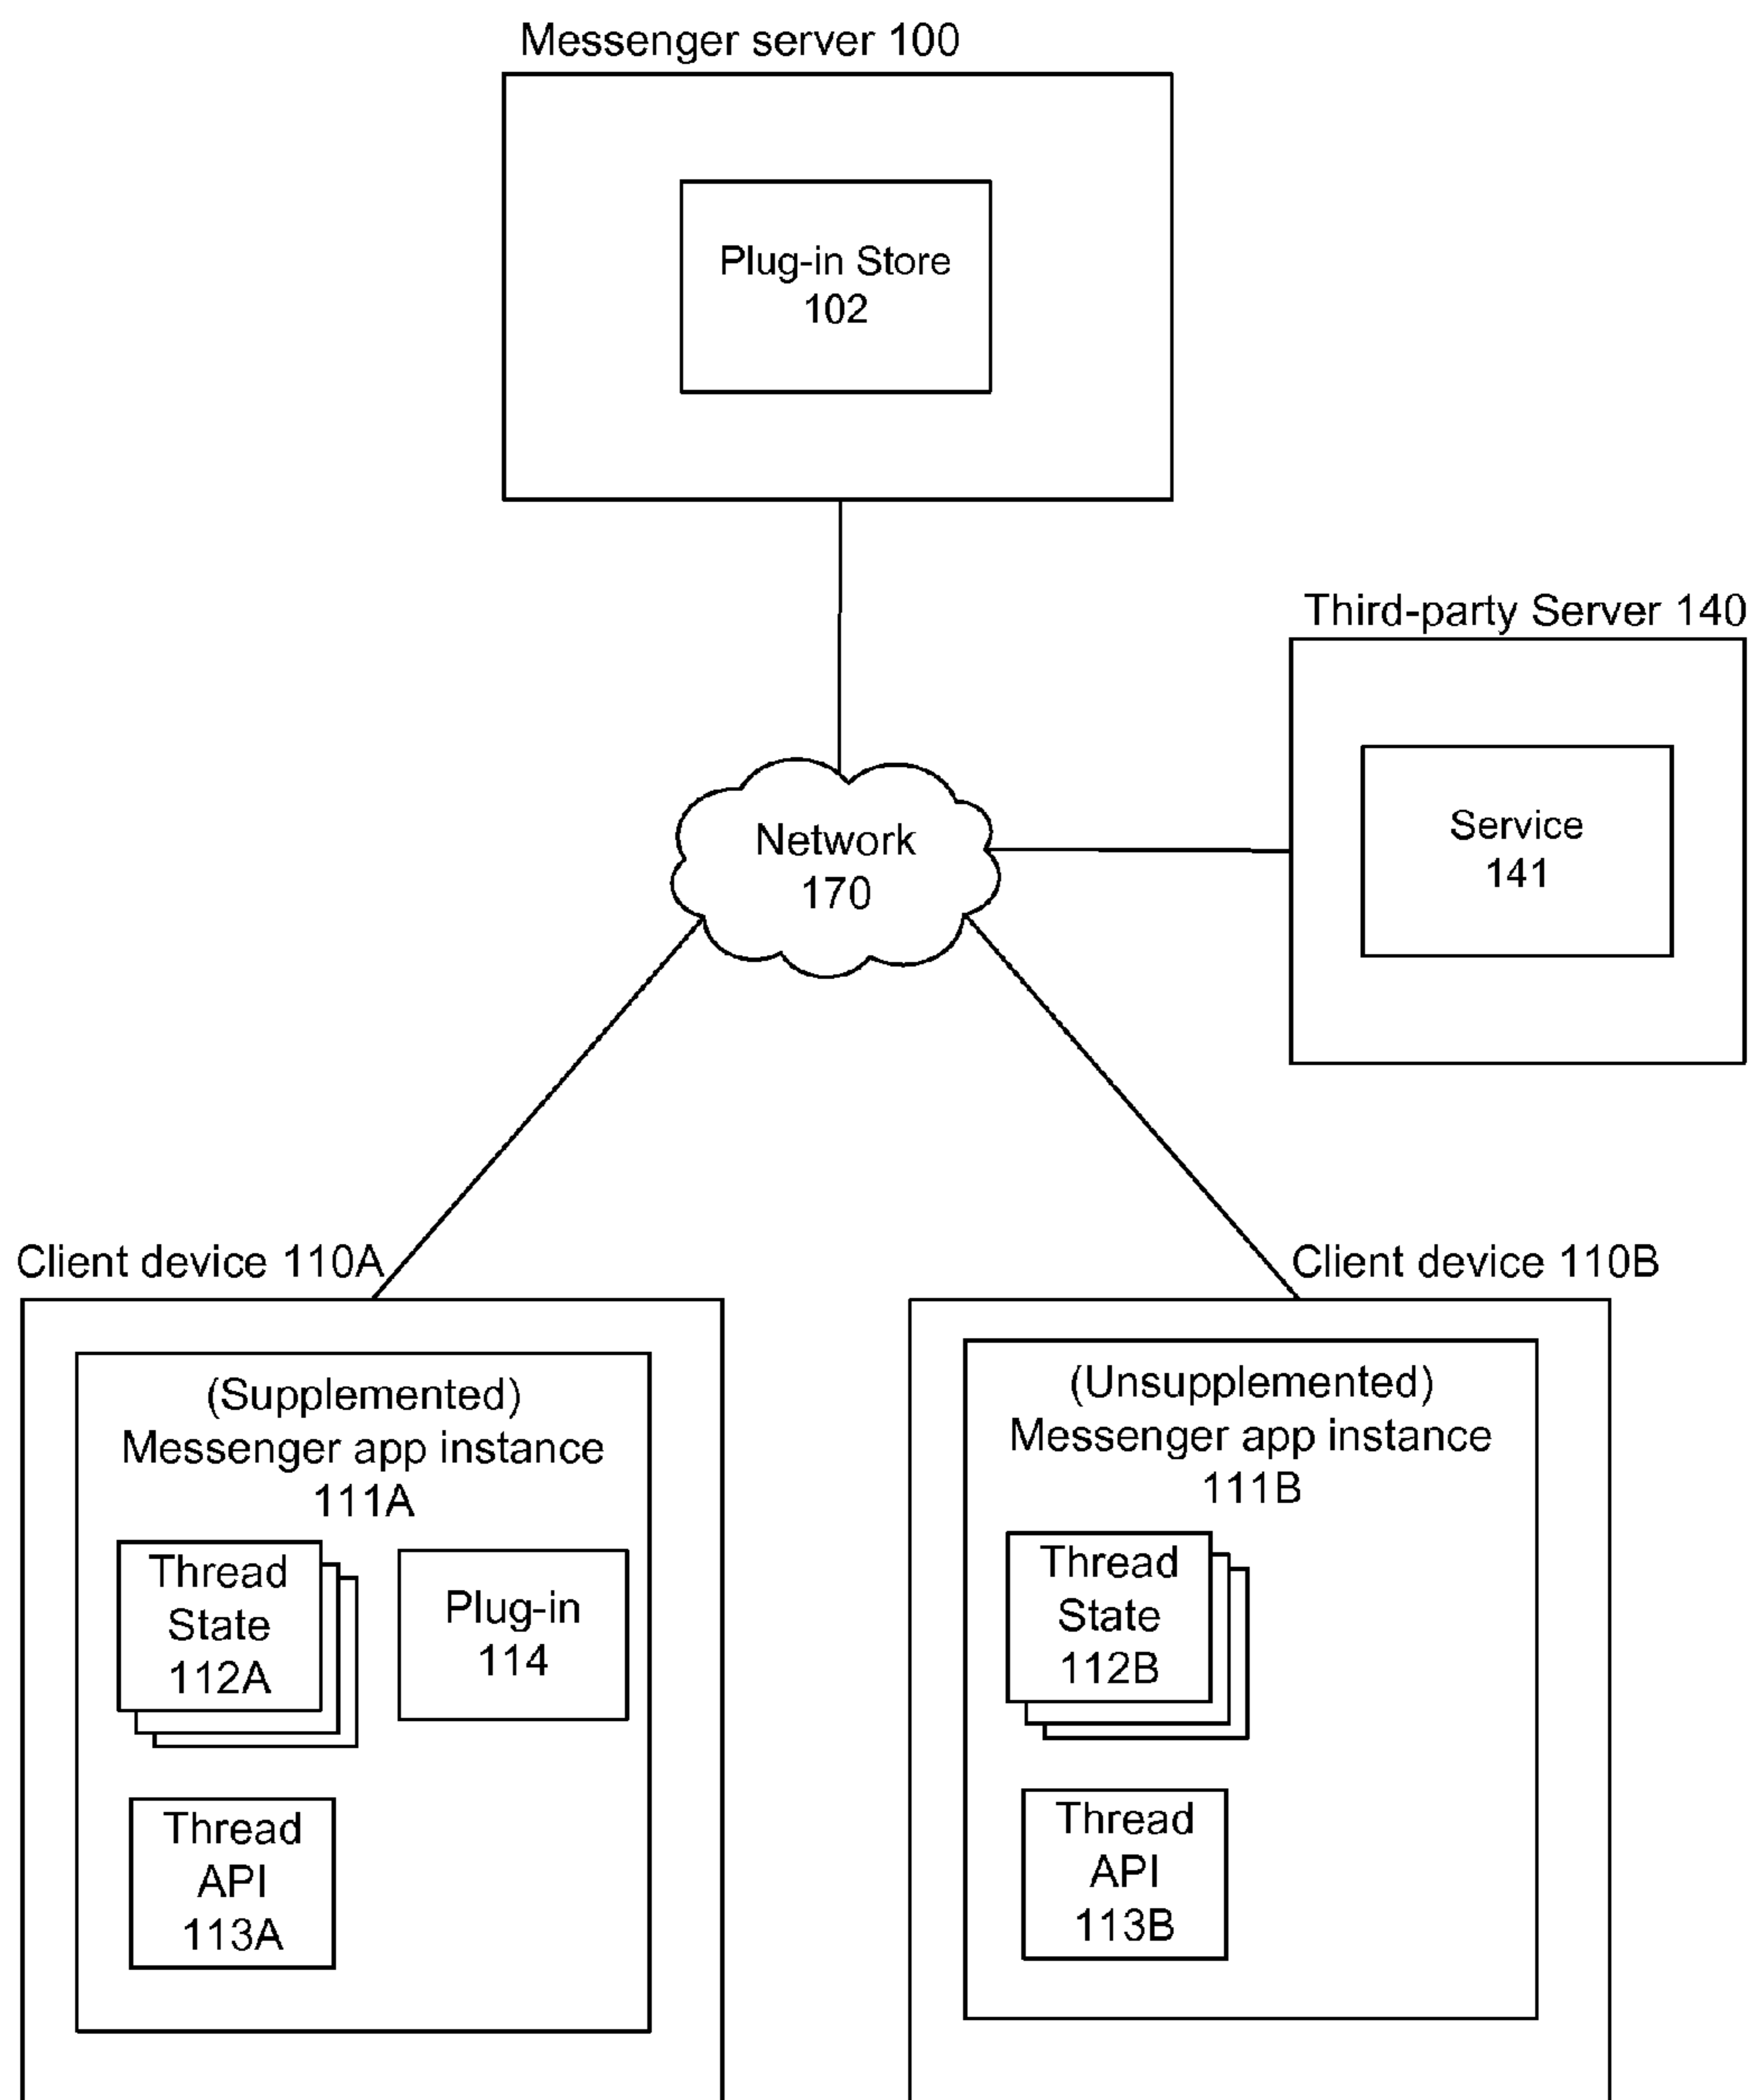 Messenger server 100
Plug-in Store
102
Third-party Server 140
Service
141
Network
170
Client device 110A
(Supplemented)
Messenger app instance
111A
Thread
State
112A
Plug-in
114
Thread
API
113A
Client device 110B
(Unsupplemented)
Messenger app instance
111B
Thread
State
112B
Thread
API
113B